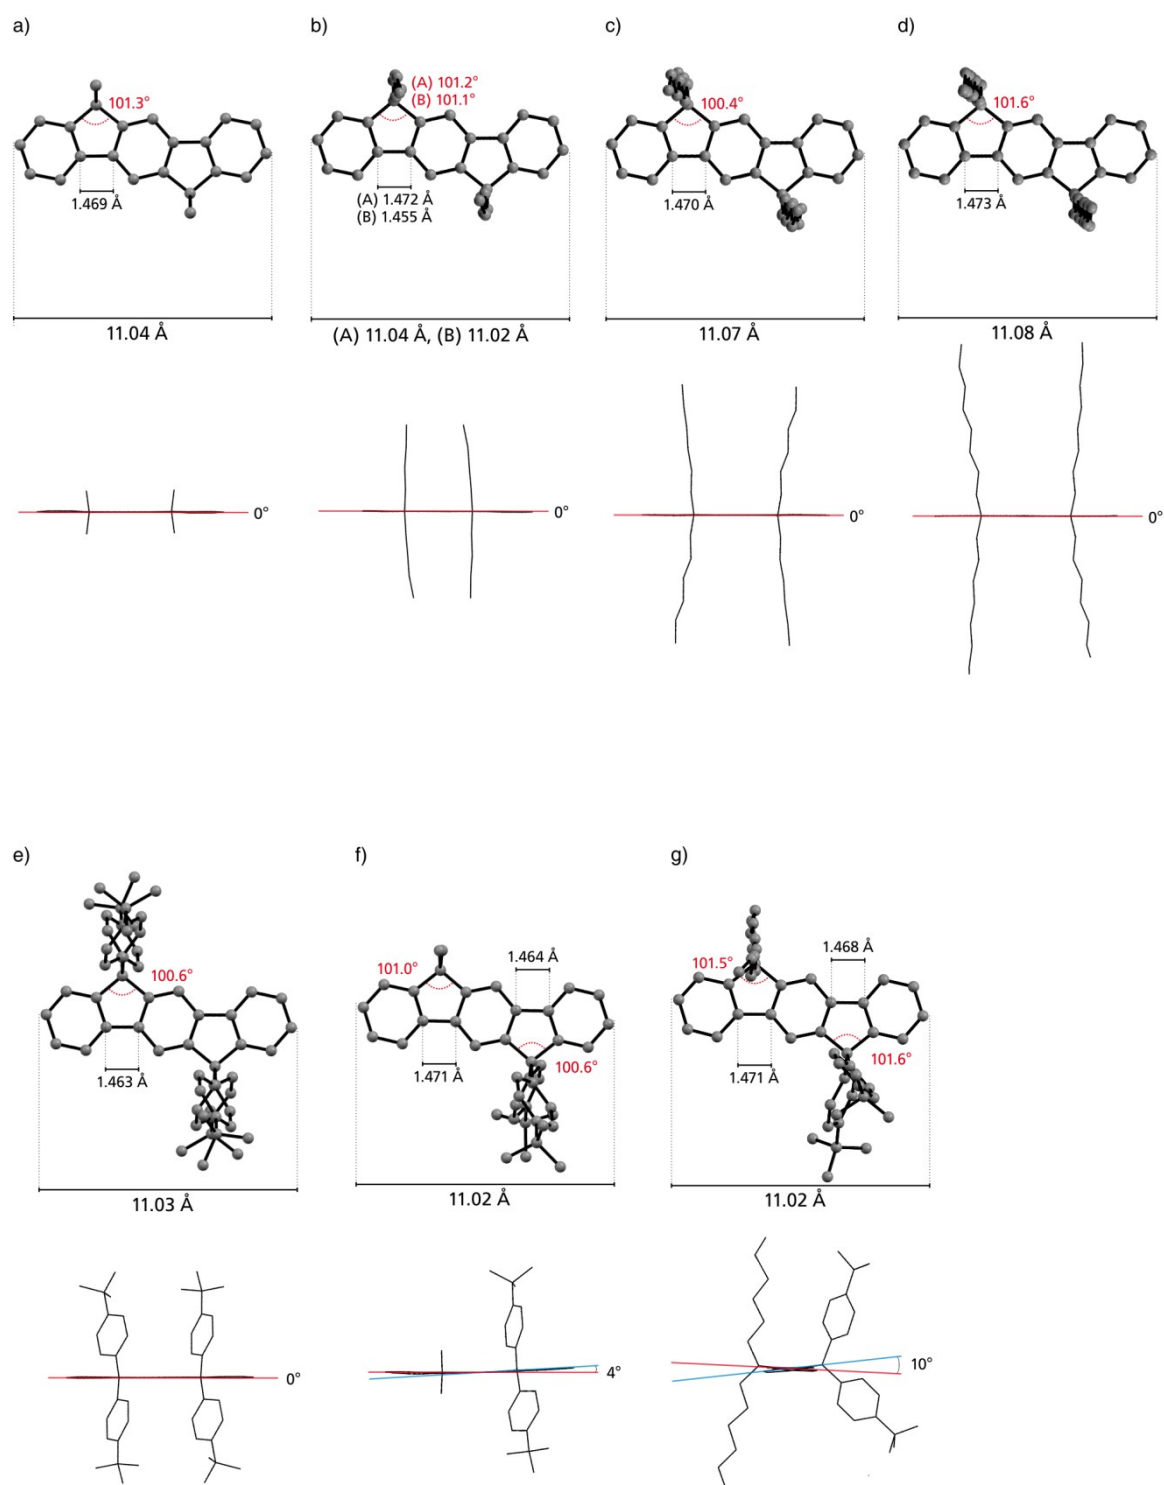 a)
b)
c)
d)
101.3°
(A) 101.2°
(B) 101.1°
100.4°
101.6°
1.469 Å
(A) 1.472 Å
(B) 1.455 Å
1.470 Å
1.473 Å
11.04 Å
(A) 11.04 Å, (B) 11.02 Å
11.07 Å
11.08 Å
0°
0°
0°
0°
e)
f)
g)
100.6°
1.463 Å
11.03 Å
101.0°
1.464 Å
1.471 Å
100.6°
11.02 Å
101.5°
1.468 Å
1.471 Å
101.6°
11.02 Å
0°
4°
10°